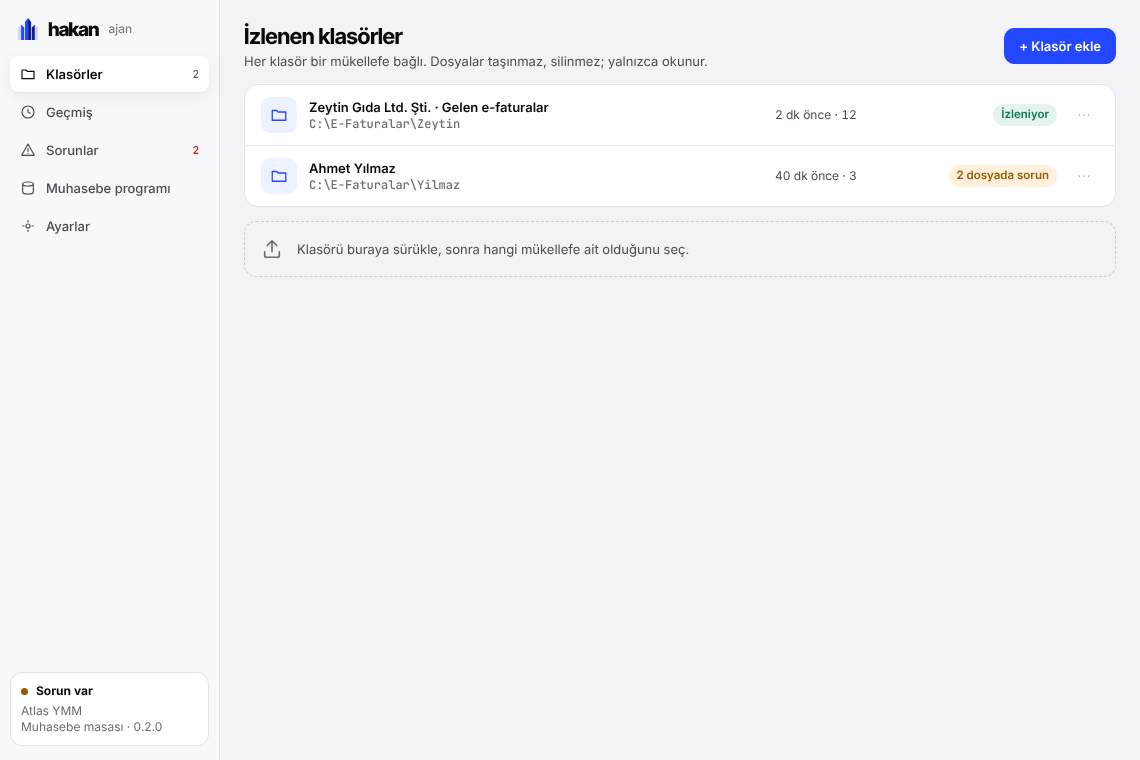 hakan ajan
Klasörler 2
Geçmiş
Sorunlar 2
Muhasebe programı
Ayarlar
Sorun var
Atlas YMM
Muhasebe masası · 0.2.0
İzlenen klasörler
Her klasör bir mükellefe bağlı. Dosyalar taşınmaz, silinmez; yalnızca okunur.
+ Klasör ekle
Zeytin Gıda Ltd. Şti. · Gelen e-faturalar
C:\E-Faturalar\Zeytin
2 dk önce · 12
İzleniyor
...
Ahmet Yılmaz
C:\E-Faturalar\Yilmaz
40 dk önce · 3
2 dosyada sorun
...
Klasörü buraya sürükle, sonra hangi mükellefe ait olduğunu seç.